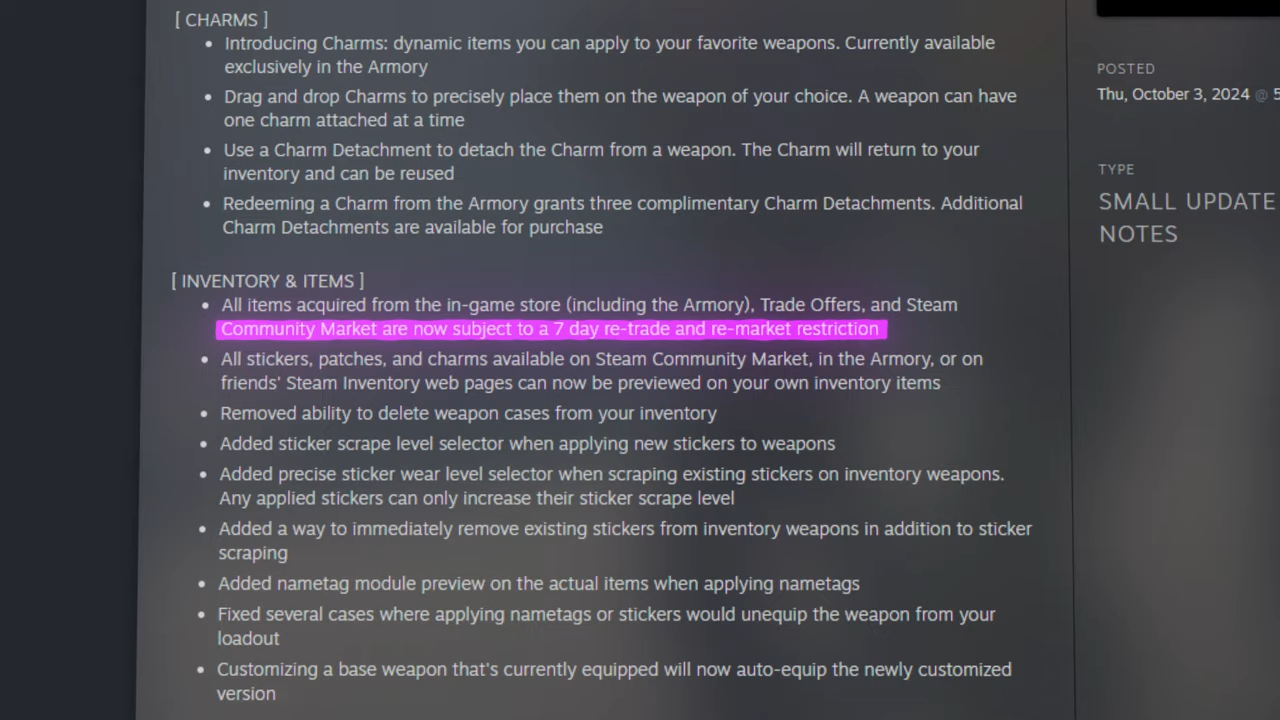 [ CHARMS ]
• Introducing Charms: dynamic items you can apply to your favorite weapons. Currently available
exclusively in the Armory
• Drag and drop Charms to precisely place them on the weapon of your choice. A weapon can have
one charm attached at a time
• Use a Charm Detachment to detach the Charm from a weapon. The Charm will return to your
inventory and can be reused
• Redeeming a Charm from the Armory grants three complimentary Charm Detachments. Additional
Charm Detachments are available for purchase
[ INVENTORY & ITEMS ]
• All items acquired from the in-game store (including the Armory), Trade Offers, and Steam
Community Market are now subject to a 7 day re-trade and re-market restriction
• All stickers, patches, and charms available on Steam Community Market, in the Armory, or on
friends' Steam Inventory web pages can now be previewed on your own inventory items
• Removed ability to delete weapon cases from your inventory
• Added sticker scrape level selector when applying new stickers to weapons
• Added precise sticker wear level selector when scraping existing stickers on inventory weapons.
Any applied stickers can only increase their sticker scrape level
• Added a way to immediately remove existing stickers from inventory weapons in addition to sticker
scraping
• Added nametag module preview on the actual items when applying nametags
• Fixed several cases where applying nametags or stickers would unequip the weapon from your
loadout
• Customizing a base weapon that's currently equipped will now auto-equip the newly customized
version
POSTED
Thu, October 3, 2024 @ 5
TYPE
SMALL UPDATE
NOTES